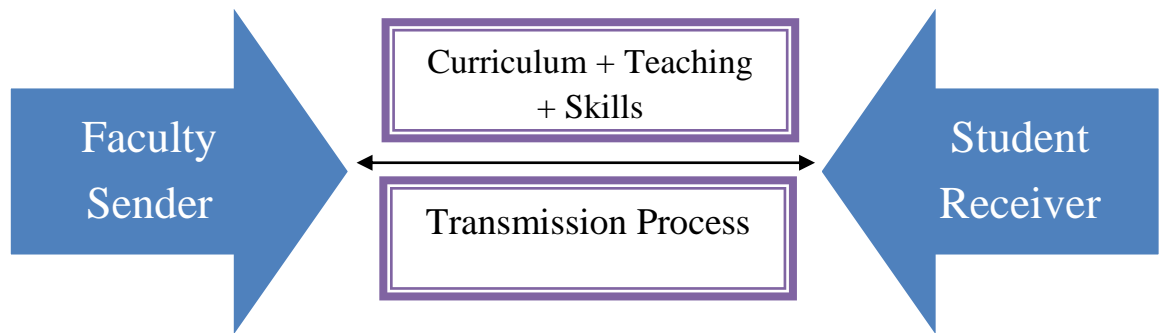 Faculty
Sender
Curriculum + Teaching
+ Skills
Transmission Process
Student
Receiver